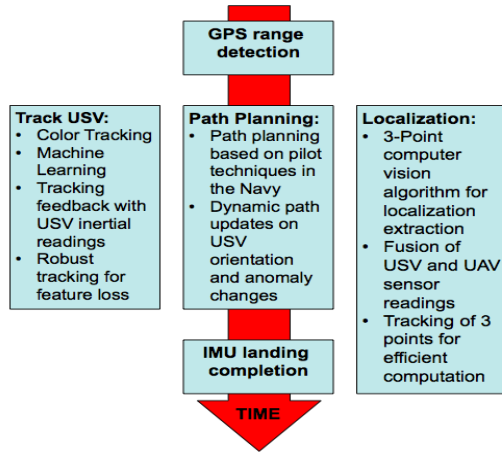 GPS range
detection
Track USV:
• Color Tracking
• Machine
Learning
• Tracking
feedback with
USV inertial
readings
• Robust
tracking for
feature loss
Path Planning:
• Path planning
based on pilot
techniques in
the Navy
• Dynamic path
updates on
USV
orientation
and anomaly
changes
Localization:
• 3-Point
computer
vision
algorithm for
localization
extraction
• Fusion of
USV and UAV
sensor
readings
• Tracking of 3
points for
efficient
computation
IMU landing
completion
TIME